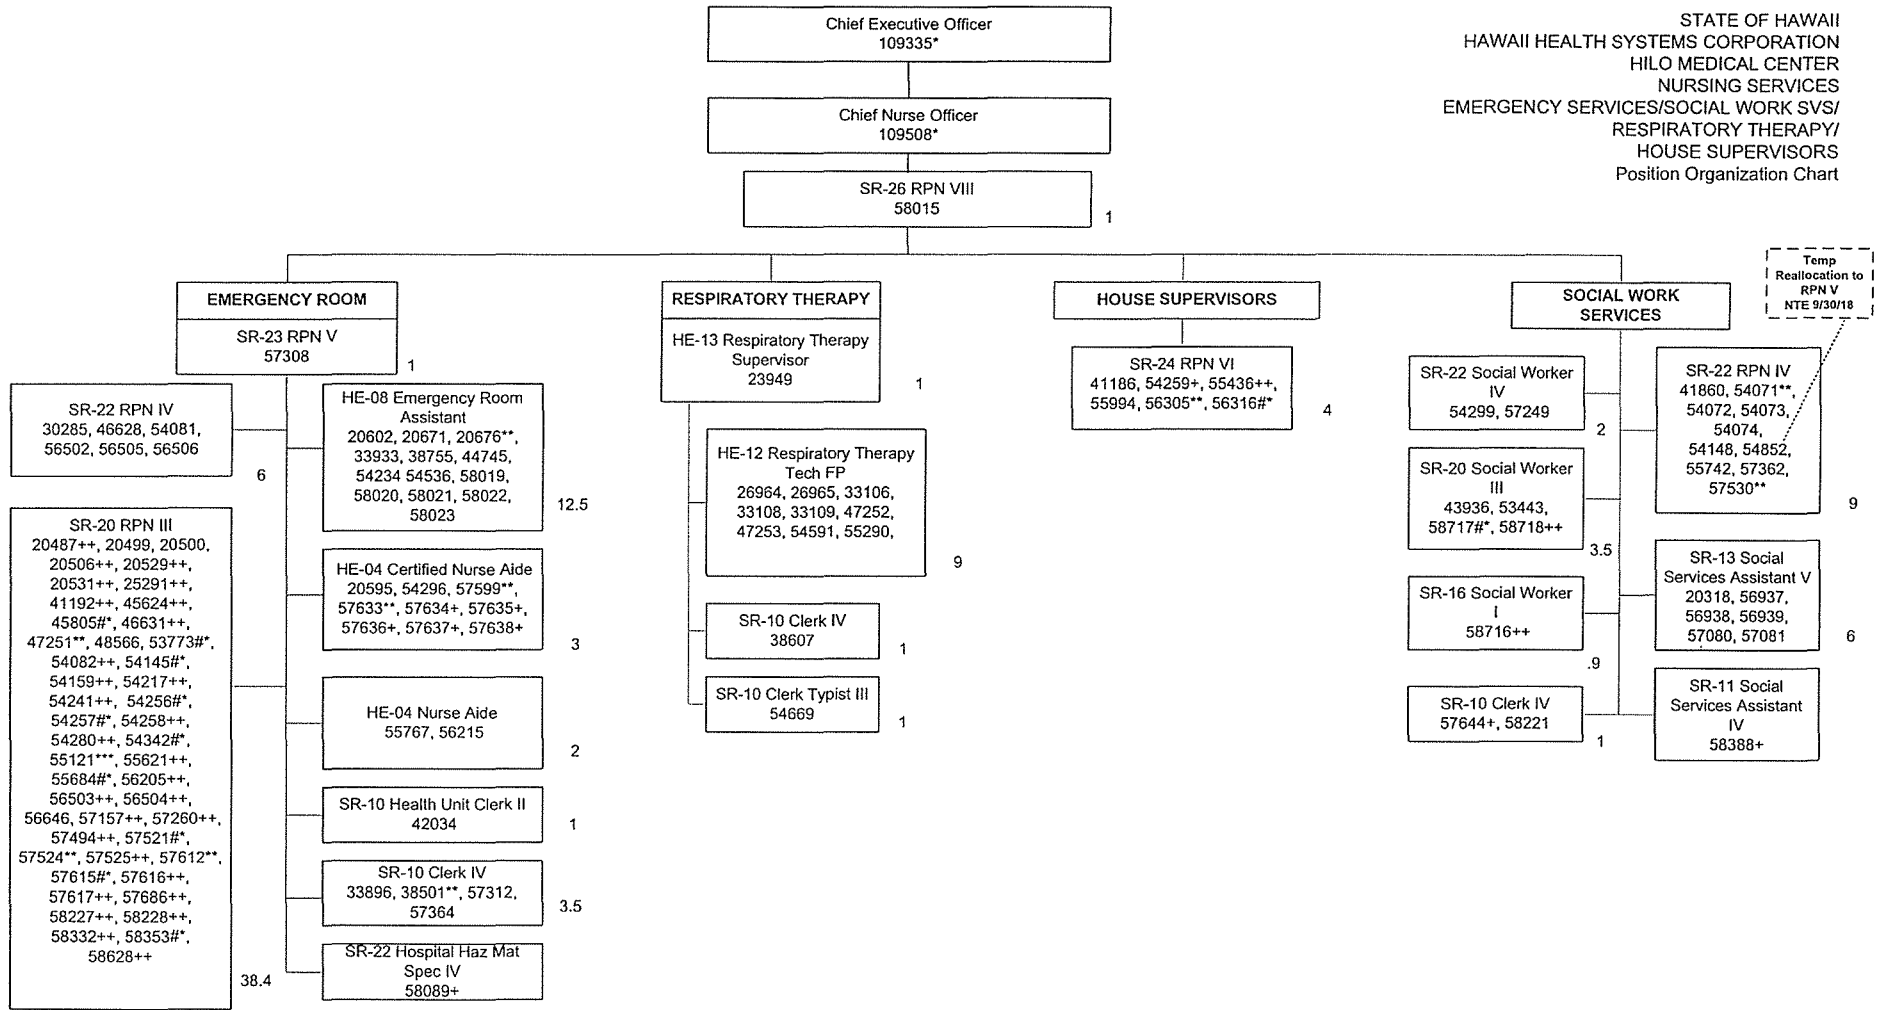 Chief Executive Officer
109335*
Chief Nurse Officer
109508*
SR-26 RPN VIII
58015
1
STATE OF HAWAII
HAWAII HEALTH SYSTEMS CORPORATION
HILO MEDICAL CENTER
NURSING SERVICES
EMERGENCY SERVICES/SOCIAL WORK SVS/
RESPIRATORY THERAPY/
HOUSE SUPERVISORS
Position Organization Chart
EMERGENCY ROOM
SR-23 RPN V
57308
1
SR-22 RPN IV
30285, 46628, 54081,
56502, 56505, 56506
6
SR-20 RPN III
20487++, 20499, 20500,
20506++, 20529++,
20531++, 25291++,
41192++, 45624++,
45805#*, 46631++,
47251**, 48566, 53773#*,
54082++, 54145#*,
54159++, 54217++,
54241++, 54256#*,
54257#*, 54258++,
54280++, 54342#*,
55121***, 55621++,
55684#*, 56205++,
56503++, 56504++,
56646, 57157++, 57260++,
57494++, 57521#*,
57524**, 57525++, 57612**,
57615#*, 57616++,
57617++, 57686++,
58227++, 58228++,
58332++, 58353#*,
58628++
38.4
HE-08 Emergency Room
Assistant
20602, 20671, 20676**,
33933, 38755, 44745,
54234 54536, 58019,
58020, 58021, 58022,
58023
12.5
HE-04 Certified Nurse Aide
20595, 54296, 57599**,
57633**, 57634+, 57635+,
57636+, 57637+, 57638+
3
HE-04 Nurse Aide
55767, 56215
2
SR-10 Health Unit Clerk II
42034
1
SR-10 Clerk IV
33896, 38501**, 57312,
57364
3.5
SR-22 Hospital Haz Mat
Spec IV
58089+
RESPIRATORY THERAPY
HE-13 Respiratory Therapy
Supervisor
23949
1
HE-12 Respiratory Therapy
Tech FP
26964, 26965, 33106,
33108, 33109, 47252,
47253, 54591, 55290,
9
SR-10 Clerk IV
38607
1
SR-10 Clerk Typist III
54669
1
HOUSE SUPERVISORS
SR-24 RPN VI
41186, 54259+, 55436++,
55994, 56305**, 56316#*
4
SOCIAL WORK
SERVICES
Temp
Reallocation to
RPN V
NTE 9/30/18
SR-22 Social Worker
IV
54299, 57249
2
SR-20 Social Worker
III
43936, 53443,
58717#*, 58718++
3.5
SR-16 Social Worker
I
58716++
.9
SR-10 Clerk IV
57644+, 58221
1
SR-22 RPN IV
41860, 54071**,
54072, 54073,
54074,
54148, 54852,
55742, 57362,
57530**
9
SR-13 Social
Services Assistant V
20318, 56937,
56938, 56939,
57080, 57081
6
SR-11 Social
Services Assistant
IV
58388+